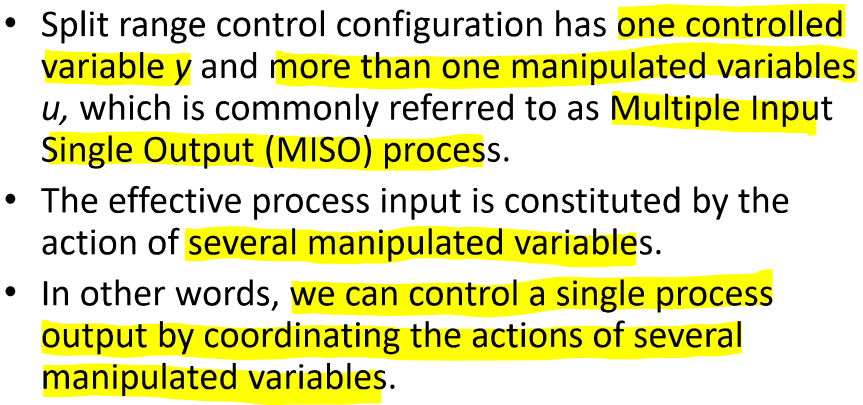 • Split range control configuration has one controlled
variable y and more than one manipulated variables
u, which is commonly referred to as Multiple Input
Single Output (MISO) process.
• The effective process input is constituted by the
action of several manipulated variables.
• In other words, we can control a single process
output by coordinating the actions of several
manipulated variables.